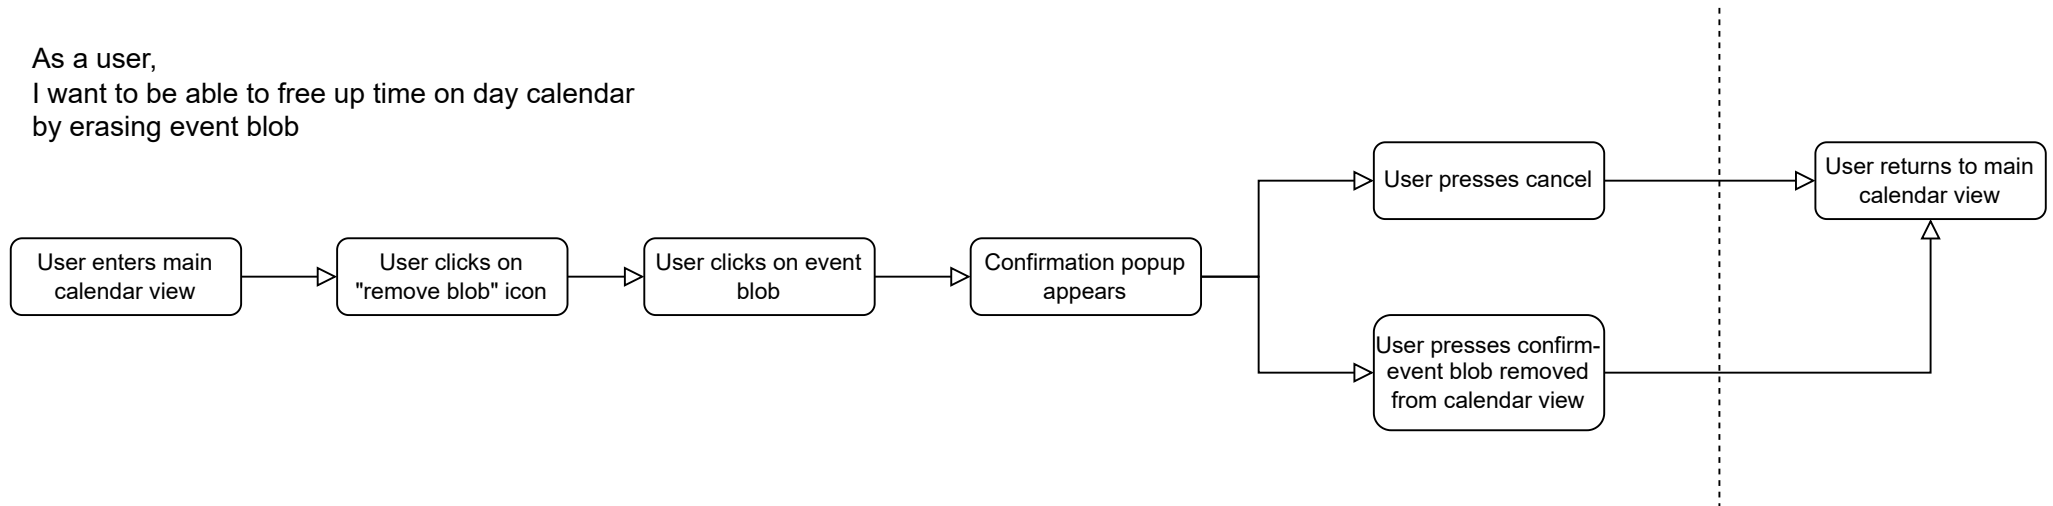 As a user,
I want to be able to free up time on day calendar
by erasing event blob
User enters main
calendar view
User clicks on
"remove blob" icon
User clicks on event
blob
Confirmation popup
appears
User presses cancel
User presses confirm-
event blob removed
from calendar view
User returns to main
calendar view